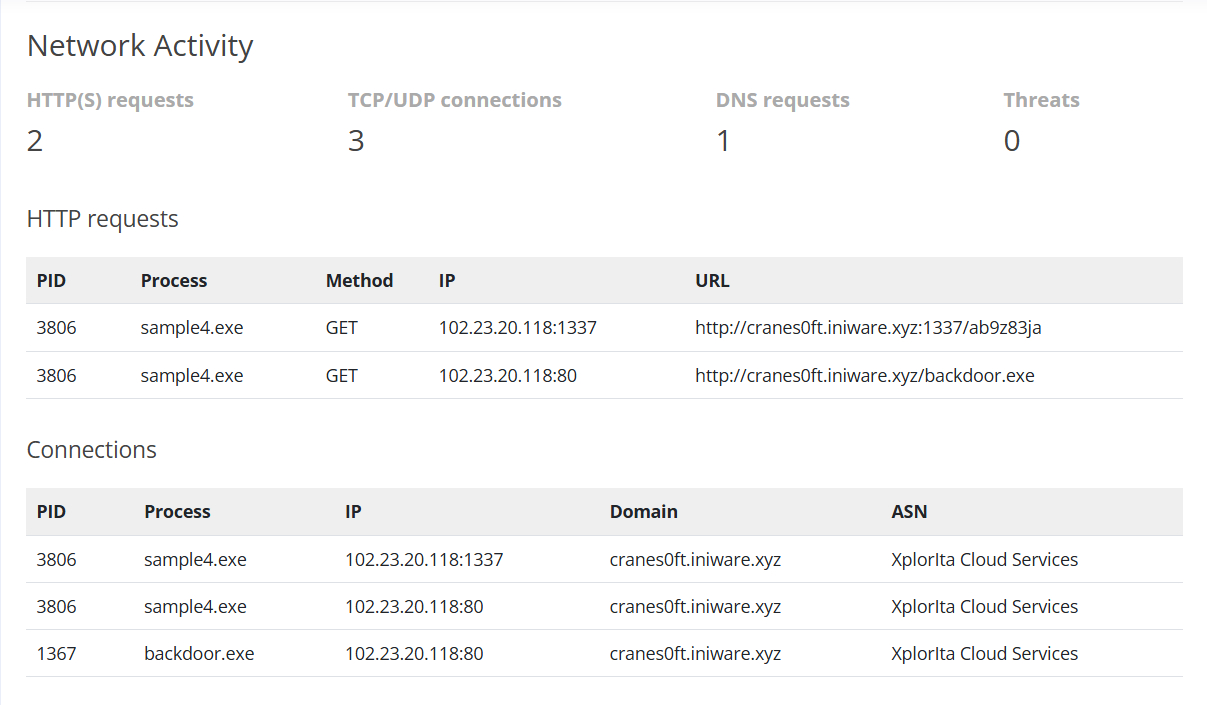 Network Activity
HTTP(S) requests TCP/UDP connections DNS requests Threats
2 3 1 0
HTTP requests
PID Process Method IP URL
3806 sample4.exe GET 102.23.20.118:1337 http://cranes0ft.iniware.xyz:1337/ab9z83ja
3806 sample4.exe GET 102.23.20.118:80 http://cranes0ft.iniware.xyz/backdoor.exe
Connections
PID Process IP Domain ASN
3806 sample4.exe 102.23.20.118:1337 cranes0ft.iniware.xyz XplorIta Cloud Services
3806 sample4.exe 102.23.20.118:80 cranes0ft.iniware.xyz XplorIta Cloud Services
1367 backdoor.exe 102.23.20.118:80 cranes0ft.iniware.xyz XplorIta Cloud Services